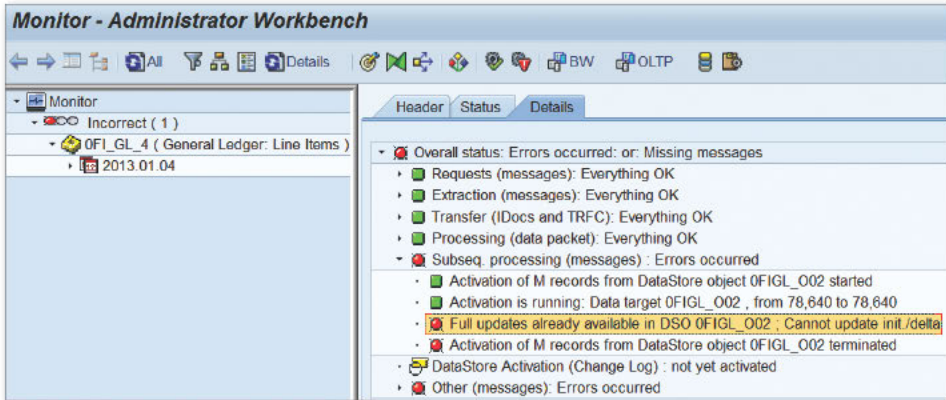 Monitor - Administrator Workbench
All Details BW OLTP
Monitor
Incorrect ( 1 )
0FI_GL_4 ( General Ledger: Line Items )
2013.01.04
Header Status Details
Overall status: Errors occurred: or: Missing messages
Requests (messages): Everything OK
Extraction (messages): Everything OK
Transfer (IDocs and TRFC): Everything OK
Processing (data packet): Everything OK
Subseq. processing (messages) : Errors occurred
Activation of M records from DataStore object 0FIGL_O02 started
Activation is running: Data target 0FIGL_O02 , from 78,640 to 78,640
Full updates already available in DSO 0FIGL_O02 ; Cannot update init./delta
Activation of M records from DataStore object 0FIGL_O02 terminated
DataStore Activation (Change Log) : not yet activated
Other (messages): Errors occurred